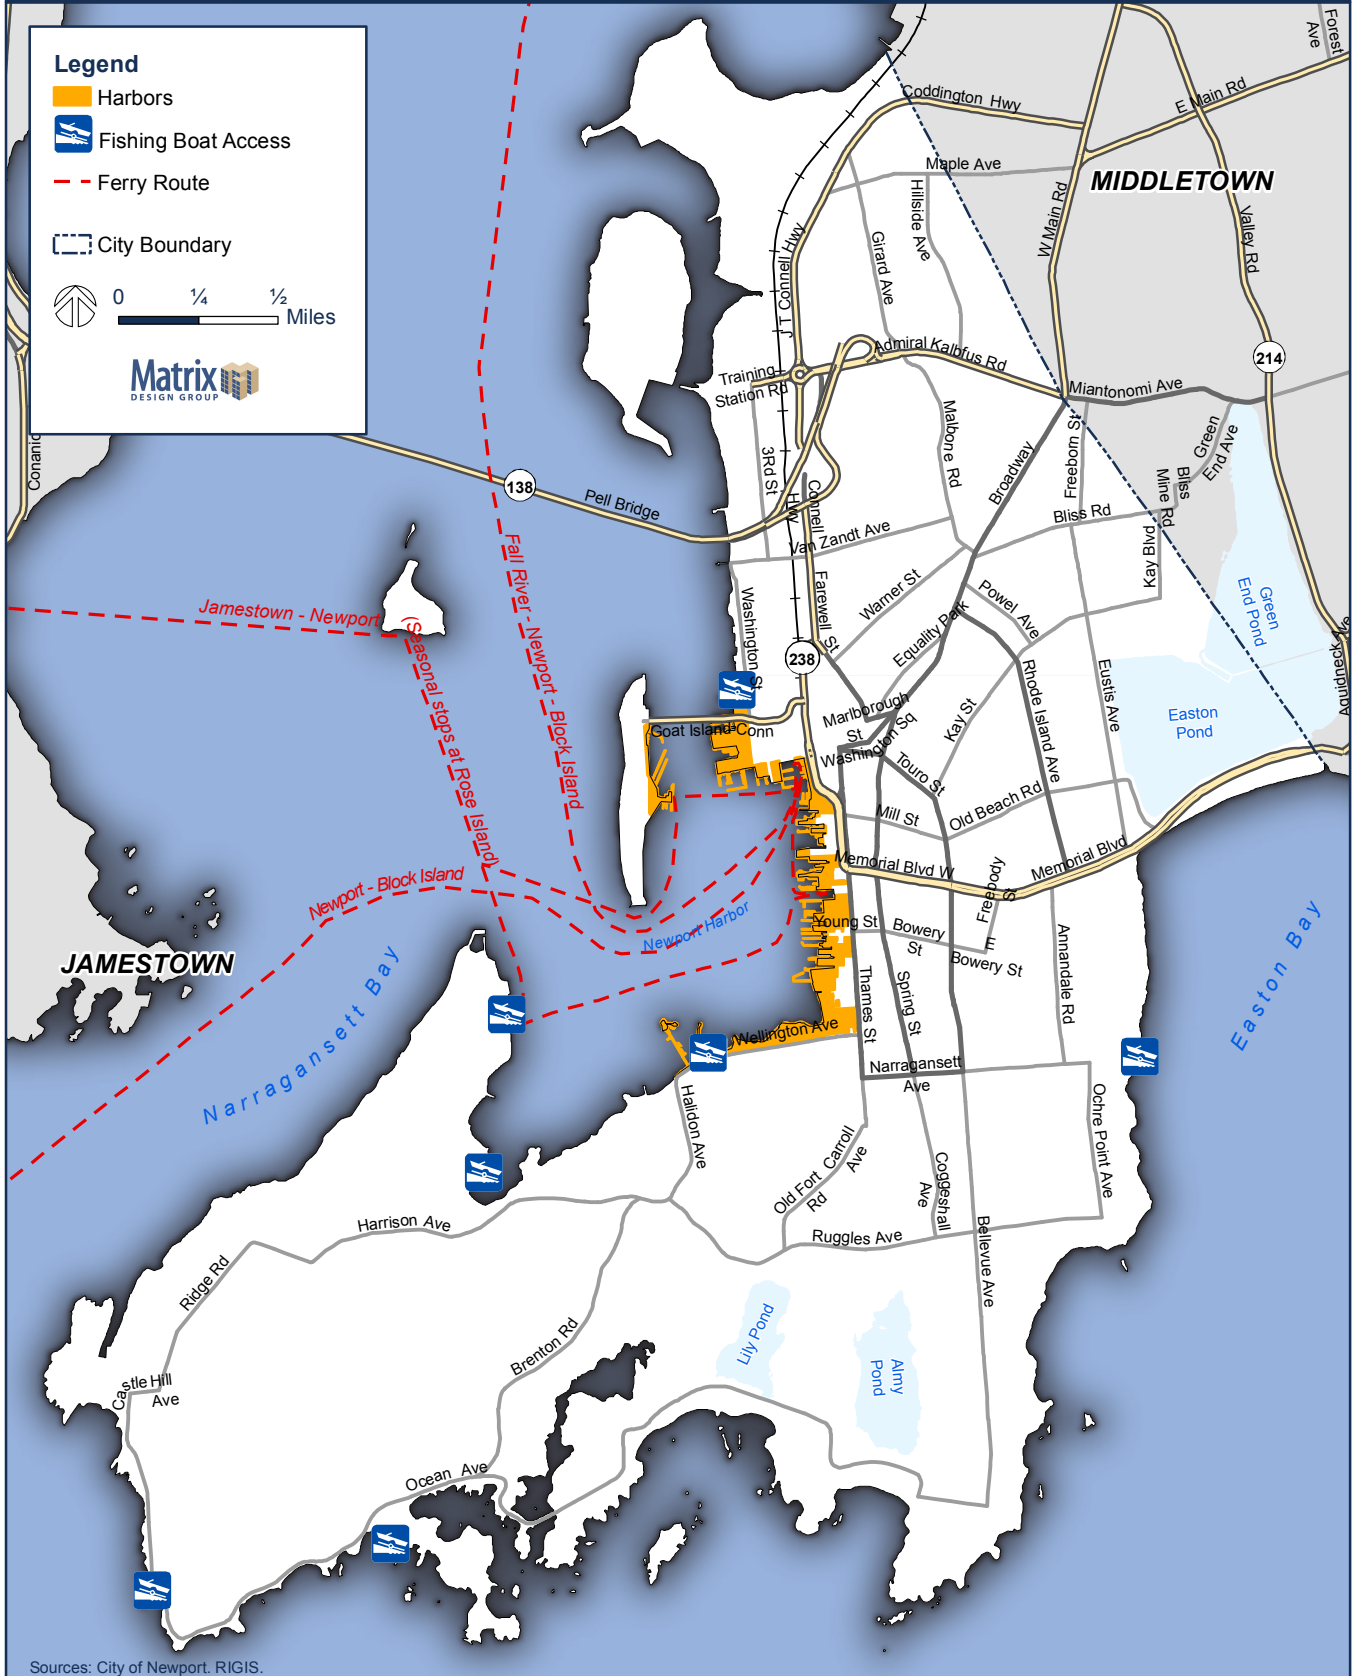 Legend
Harbors
Fishing Boat Access
Ferry Route
City Boundary
0 ¼ ½
Miles
Matrix
DESIGN GROUP
Forest
Ave
Coddington Hwy
E Main Rd
Maple Ave
MIDDLETOWN
Hillside Ave
W Main Rd
Valley Rd
Girard Ave
J T Connell Hwy
Admiral Kalbfus Rd
214
Training
Station Rd
Miantonomi Ave
Malbone Rd
Green
End Ave
Conanic
3Rd St
Broadway
Freeborn St
Bliss
Mine Rd
138
Pell Bridge
Connell
Hwy
Bliss Rd
Van Zandt Ave
Kay Blvd
Fall River - Newport - Block Island
Jamestown - Newport
(Seasonal stops at Rose Island)
Washington St
Farewell St
Warner St
Powel Ave
Equality Park
Green
End Pond
238
Aquidneck Ave
Rhode Island Ave
Eustis Ave
Marlborough
St
Kay St
Easton
Pond
Goat Island Conn
Washington Sq
Touro St
Mill St
Old Beach Rd
Memorial Blvd W
Memorial Blvd
Newport - Block Island
Freebody
St
Newport Harbor
Young St
Bowery
St
E
Bowery St
JAMESTOWN
Narragansett Bay
Easton Bay
Annandale Rd
Thames St
Spring St
Wellington Ave
Narragansett
Ave
Halidon Ave
Ochre Point Ave
Old Fort
Rd
Carroll
Ave
Coggeshall
Ave
Harrison Ave
Ruggles Ave
Bellevue Ave
Ridge Rd
Brenton Rd
Lily Pond
Almy
Pond
Castle Hill
Ave
Ocean Ave
Sources: City of Newport. RIGIS.